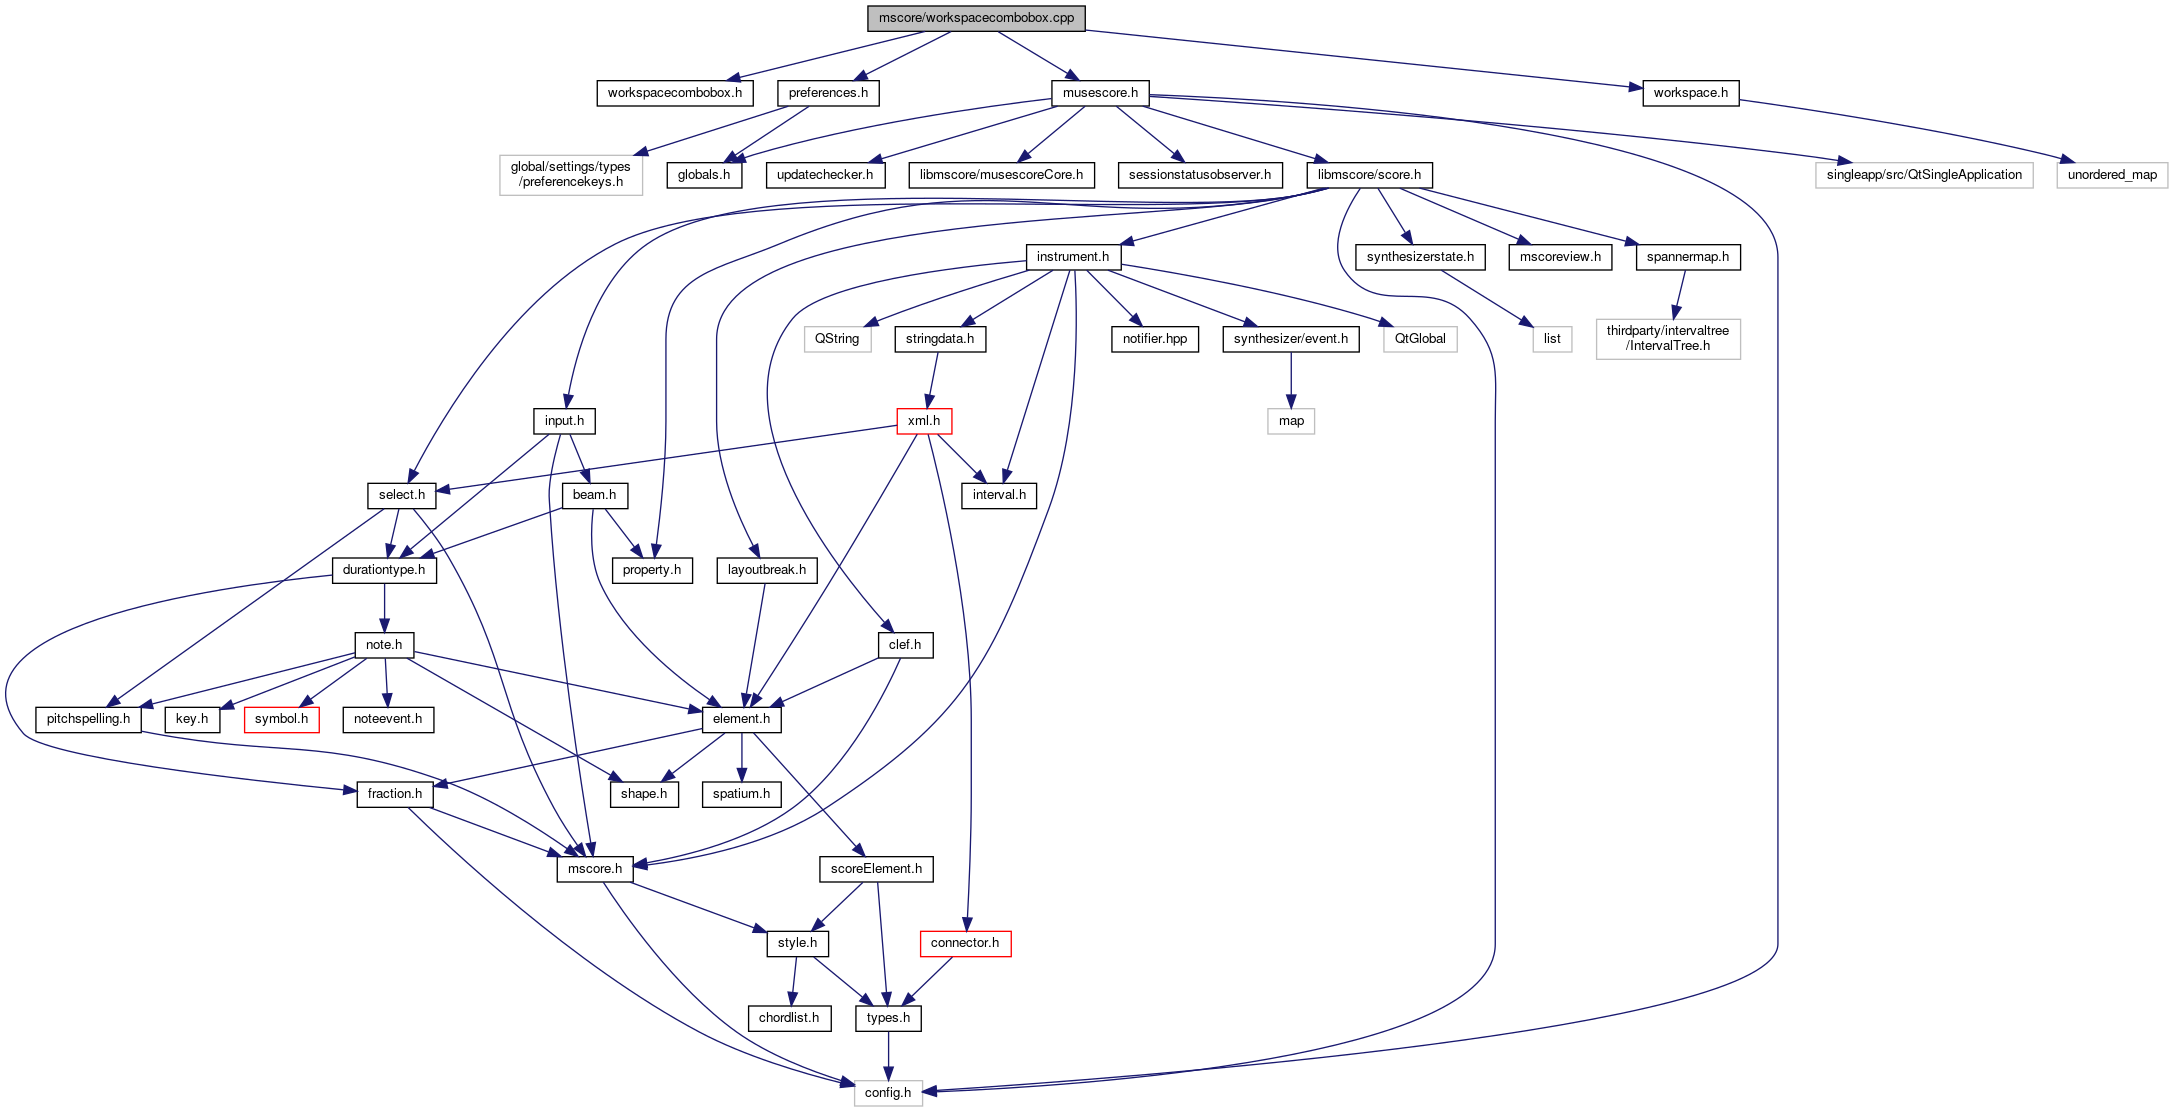 mscore/workspacecombobox.cpp
workspacecombobox.h
preferences.h
musescore.h
workspace.h
global/settings/types
/preferencekeys.h
globals.h
updatechecker.h
libmscore/musescoreCore.h
sessionstatusobserver.h
libmscore/score.h
singleapp/src/QtSingleApplication
unordered_map
instrument.h
synthesizerstate.h
mscoreview.h
spannermap.h
QString
stringdata.h
notifier.hpp
synthesizer/event.h
QtGlobal
list
thirdparty/intervaltree
/IntervalTree.h
input.h
xml.h
map
select.h
beam.h
interval.h
durationtype.h
property.h
layoutbreak.h
note.h
clef.h
pitchspelling.h
key.h
symbol.h
noteevent.h
element.h
fraction.h
shape.h
spatium.h
mscore.h
scoreElement.h
style.h
connector.h
chordlist.h
types.h
config.h